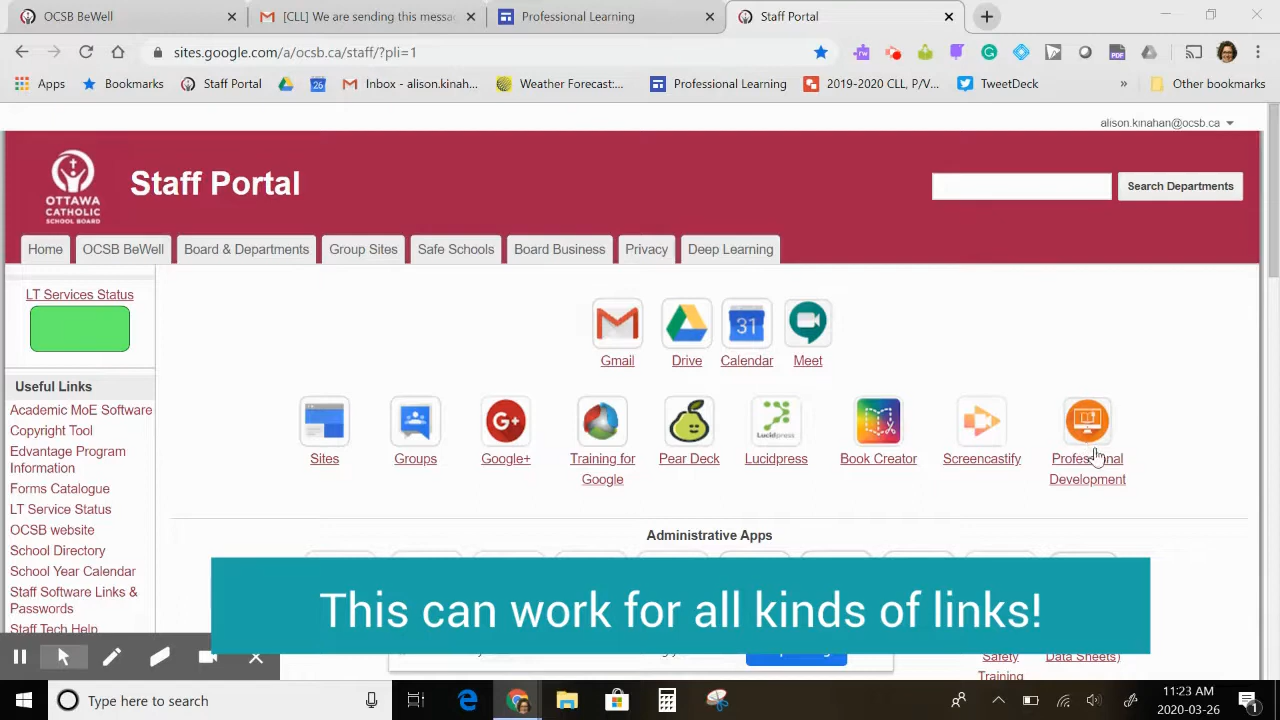 OCSB BeWell
[CLL] We are sending this messa
Professional Learning
Staff Portal
sites.google.com/a/ocsb.ca/staff/?pli=1
Apps
Bookmarks
Staff Portal
Inbox - alison.kinah...
Weather Forecast:...
Professional Learning
2019-2020 CLL, P/V...
TweetDeck
»
Other bookmarks
alison.kinahan@ocsb.ca
OTTAWA
CATHOLIC
SCHOOL BOARD
Staff Portal
Search Departments
Home
OCSB BeWell
Board & Departments
Group Sites
Safe Schools
Board Business
Privacy
Deep Learning
LT Services Status
Useful Links
Academic MoE Software
Copyright Tool
Edvantage Program
Information
Forms Catalogue
LT Service Status
OCSB website
School Directory
School Year Calendar
Staff Software Links &
Passwords
Staff Tech Help
31
Gmail
Drive
Calendar
Meet
G+
Lucidpress
Sites
Groups
Google+
Training for
Google
Pear Deck
Lucidpress
Book Creator
Screencastify
Professional
Development
Administrative Apps
This can work for all kinds of links!
Safety
Training
Data Sheets)
Type here to search
11:23 AM
2020-03-26